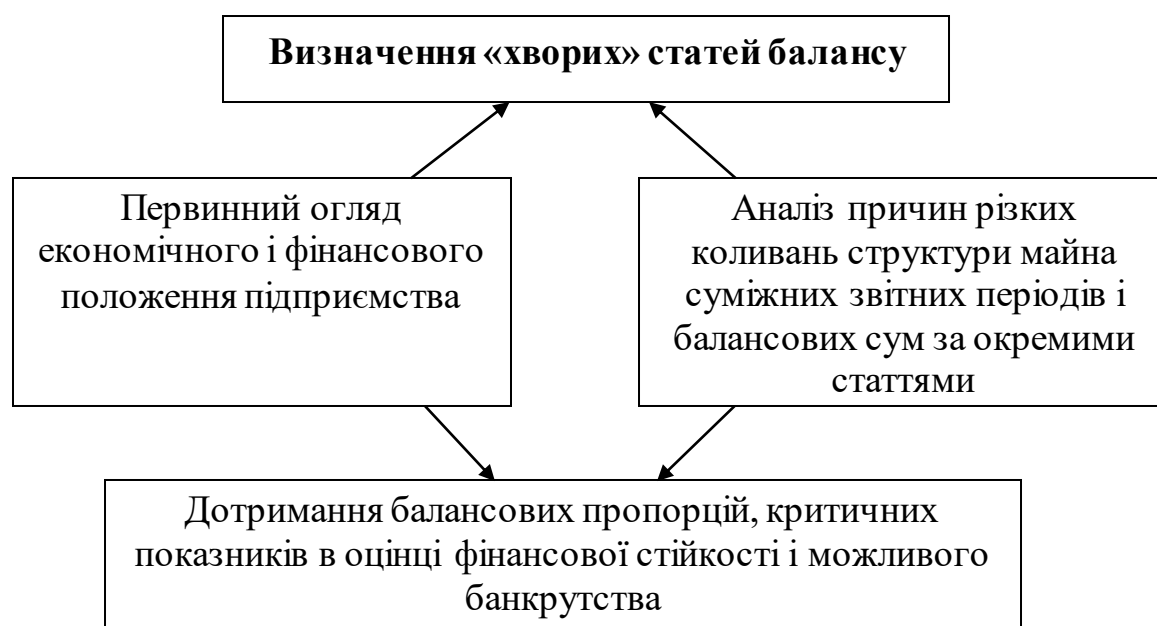 Визначення «хворих» статей балансу
Первинний огляд
економічного і фінансового
положення підприємства
Аналіз причин різких
коливань структури майна
суміжних звітних періодів і
балансових сум за окремими
статтями
Дотримання балансових пропорцій, критичних
показників в оцінці фінансової стійкості і можливого
банкрутства